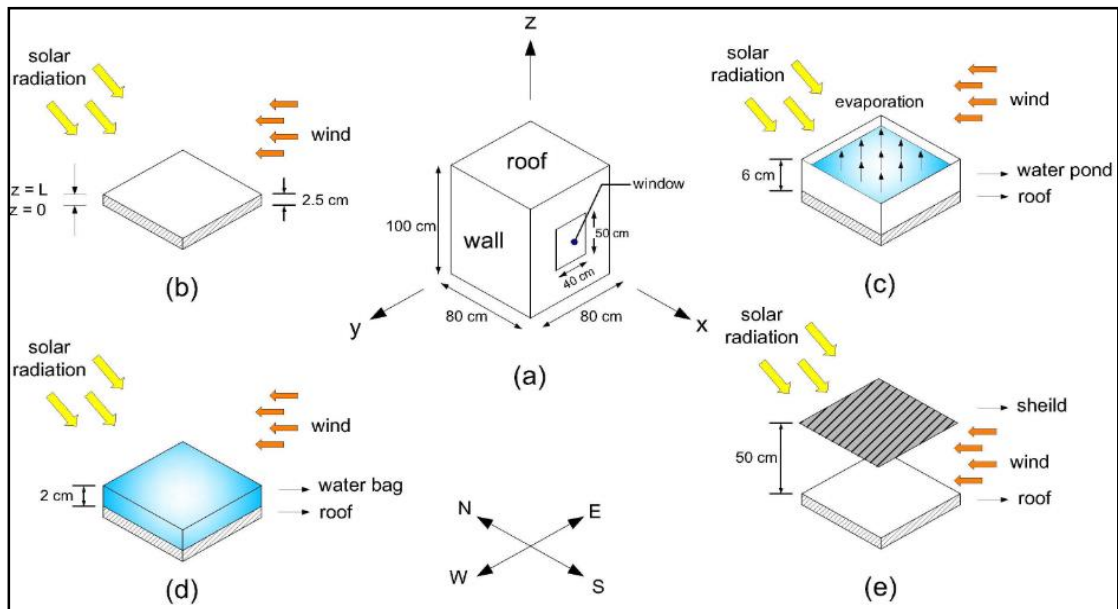 (b)
solar
radiation
wind
z = L
z = 0
2.5 cm
(a)
z
roof
window
wall
100 cm
50 cm
40 cm
80 cm
80 cm
y
x
(c)
solar
radiation
wind
evaporation
6 cm
water pond
roof
(d)
solar
radiation
wind
2 cm
water bag
roof
N
E
W
S
(e)
solar
radiation
sheild
wind
50 cm
roof